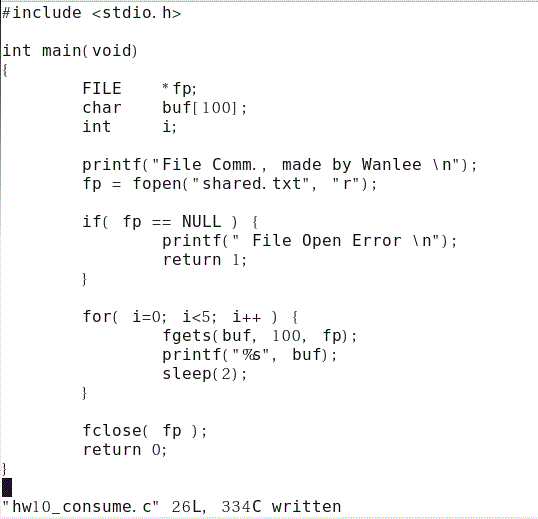 #include <stdio.h>
int main(void)
{
FILE *fp;
char buf[100];
int i;
printf("File Comm., made by Wanlee \n");
fp = fopen("shared.txt", "r");
if( fp == NULL ) {
printf(" File Open Error \n");
return 1;
}
for( i=0; i<5; i++ ) {
fgets(buf, 100, fp);
printf("%s", buf);
sleep(2);
}
fclose( fp );
return 0;
}
"hw10_consume.c" 26L, 334C written